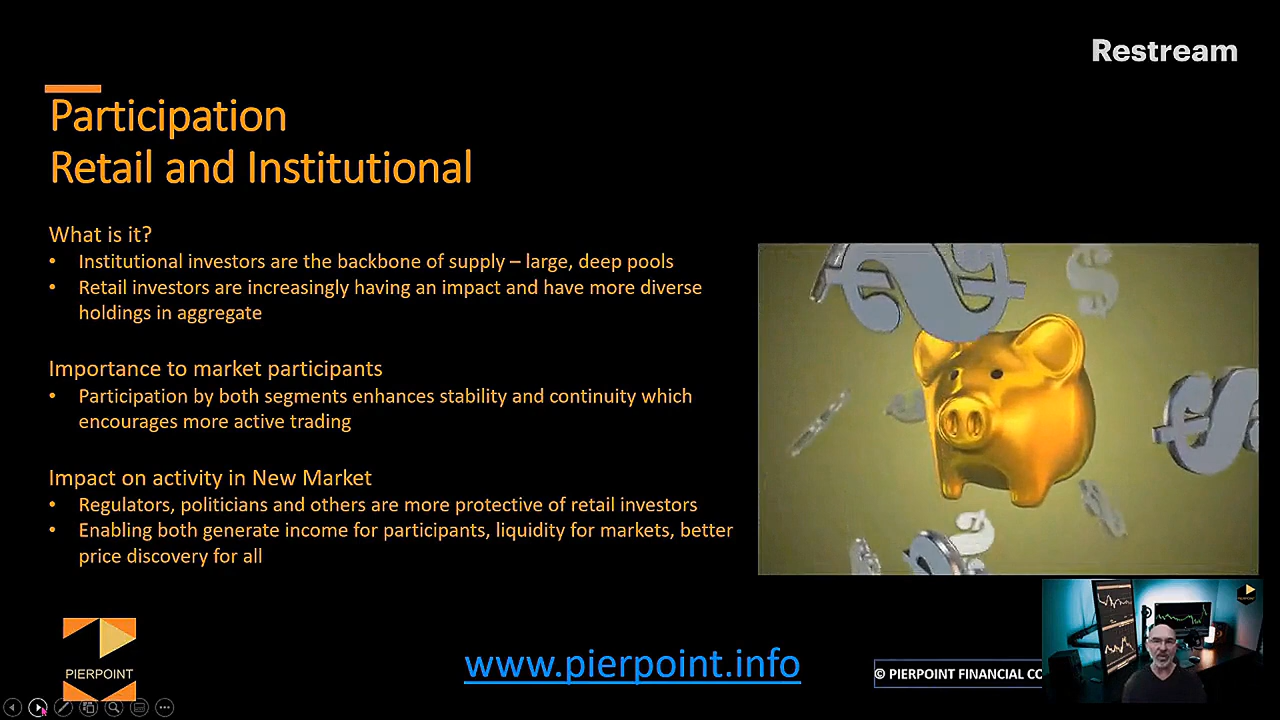 Restream
Participation
Retail and Institutional
What is it?
• Institutional investors are the backbone of supply – large, deep pools
• Retail investors are increasingly having an impact and have more diverse
holdings in aggregate
Importance to market participants
• Participation by both segments enhances stability and continuity which
encourages more active trading
Impact on activity in New Market
• Regulators, politicians and others are more protective of retail investors
• Enabling both generate income for participants, liquidity for markets, better
price discovery for all
PIERPOINT
www.pierpoint.info
© PIERPOINT FINANCIAL CO
PIERPOINT